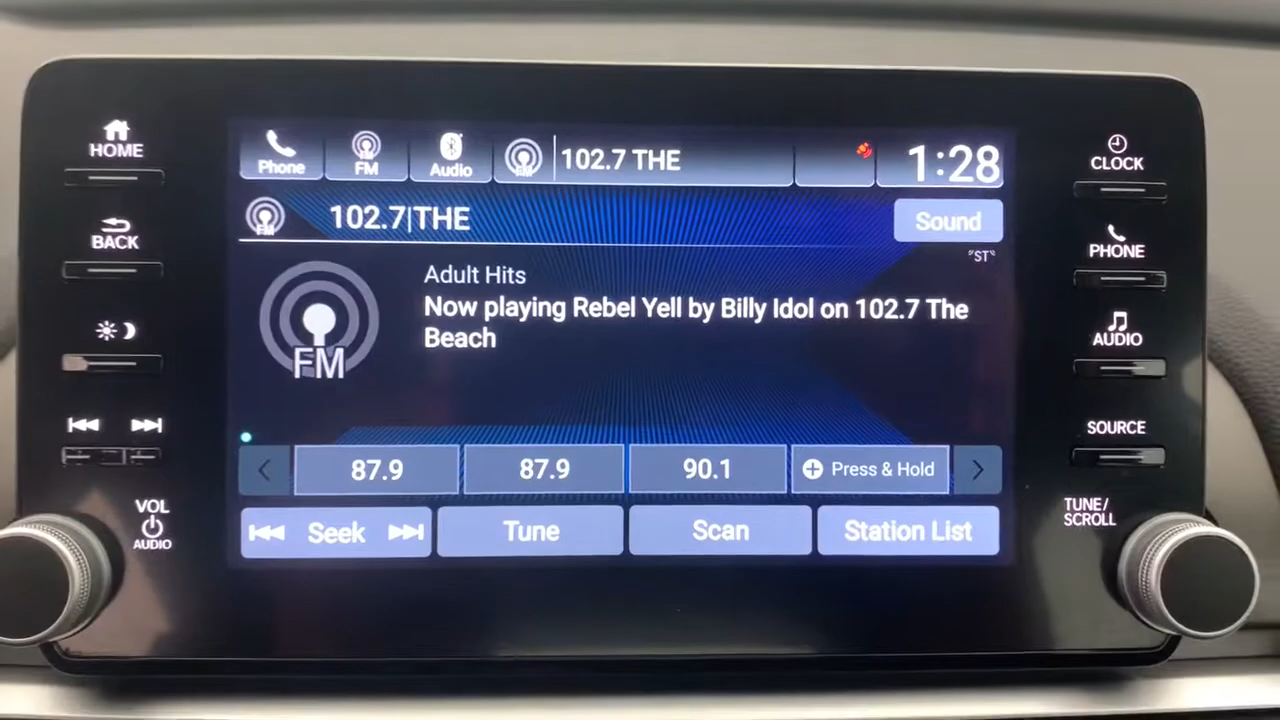 HOME
BACK
VOL
AUDIO
Phone
FM
Audio
FM
102.7 THE
1:28
FM
102.7|THE
Sound
"ST"
FM
Adult Hits
Now playing Rebel Yell by Billy Idol on 102.7 The
Beach
87.9
87.9
90.1
Press & Hold
Seek
Tune
Scan
Station List
CLOCK
PHONE
AUDIO
SOURCE
TUNE/
SCROLL